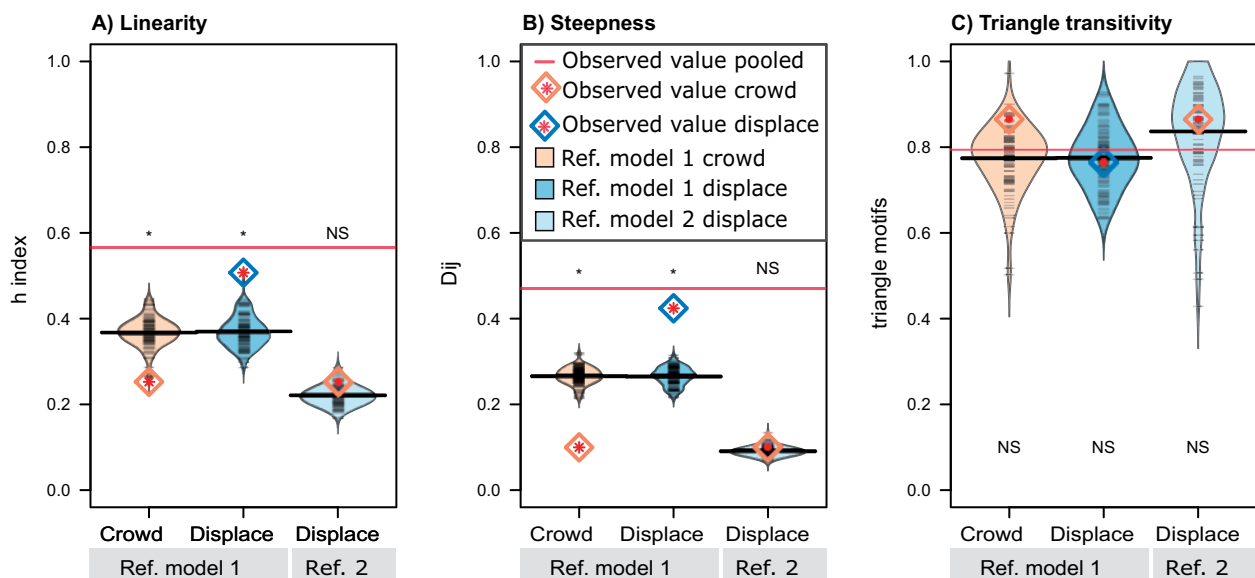 A) Linearity
h index
1.0
0.8
0.6
0.4
0.2
0.0
* * NS
Crowd Displace Displace
Ref. model 1 Ref. 2
B) Steepness
Dij
1.0
0.8
0.6
0.4
0.2
0.0
Observed value pooled
Observed value crowd
Observed value displace
Ref. model 1 crowd
Ref. model 1 displace
Ref. model 2 displace
* * NS
Crowd Displace Displace
Ref. model 1 Ref. 2
C) Triangle transitivity
triangle motifs
1.0
0.8
0.6
0.4
0.2
0.0
NS NS NS
Crowd Displace Displace
Ref. model 1 Ref. 2